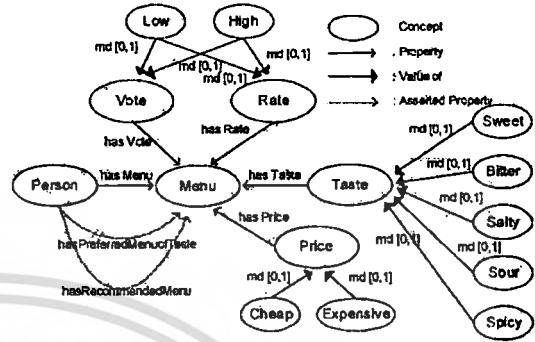 Low
High
Concept
md [0,1]
md [0,1]
md [0,1]
md [0,1]
: Property
: Value of
: Asserted Property
Vote
Rate
has Vote
has Rate
Sweet
md [0,1]
Bitter
md [0,1]
Person
has Menu
Menu
has Taste
Taste
md [0,1]
Salty
md [0,1]
Sour
md [0,1]
Spicy
has Price
hasPreferredMenuofTaste
hasRecommendedMenu
Price
md [0,1]
md [0,1]
Cheap
Expensive